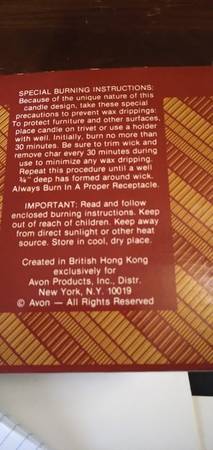 SPECIAL BURNING INSTRUCTIONS:
Because of the unique nature of this
candle design, take these special
precautions to prevent wax drippings:
To protect furniture and other surfaces,
place candle on trivet or use a holder
with well. Initially, burn no more than
30 minutes. Be sure to trim wick and
remove char every 30 minutes during
use to minimize any wax dripping.
Repeat this procedure until a well
¾" deep has formed around wick.
Always Burn In A Proper Receptacle.
IMPORTANT: Read and follow
enclosed burning instructions. Keep
out of reach of children. Keep away
from direct sunlight or other heat
source. Store in cool, dry place.
Created in British Hong Kong
exclusively for
Avon Products, Inc., Distr.
New York, N.Y. 10019
© Avon — All Rights Reserved